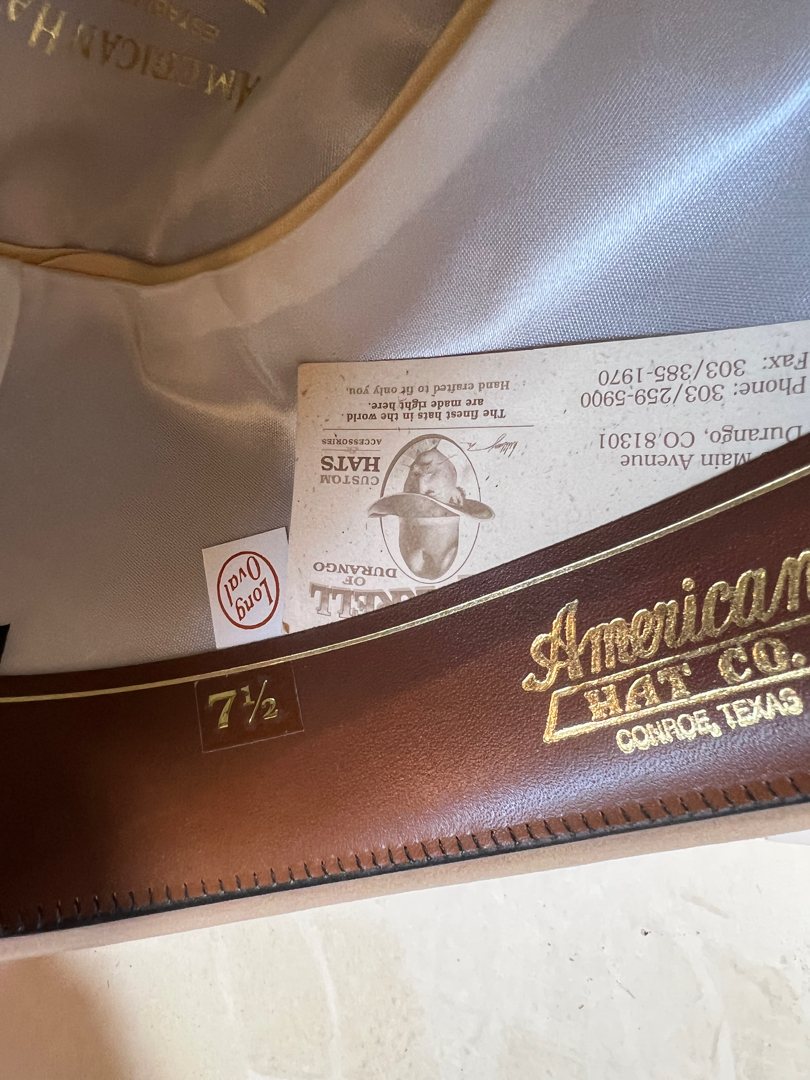 AMERICAN HA
ESTABLI
Fax: 303/385-1970
Phone: 303/259-5900
Durango, CO 81301
Main Avenue
Hand crafted to fit only you.
are made right here.
The finest hats in the world
ACCESSORIES
HATS
CUSTOM
DURANGO
OF
Long
Oval
7½
American
HAT CO.
CONROE, TEXAS